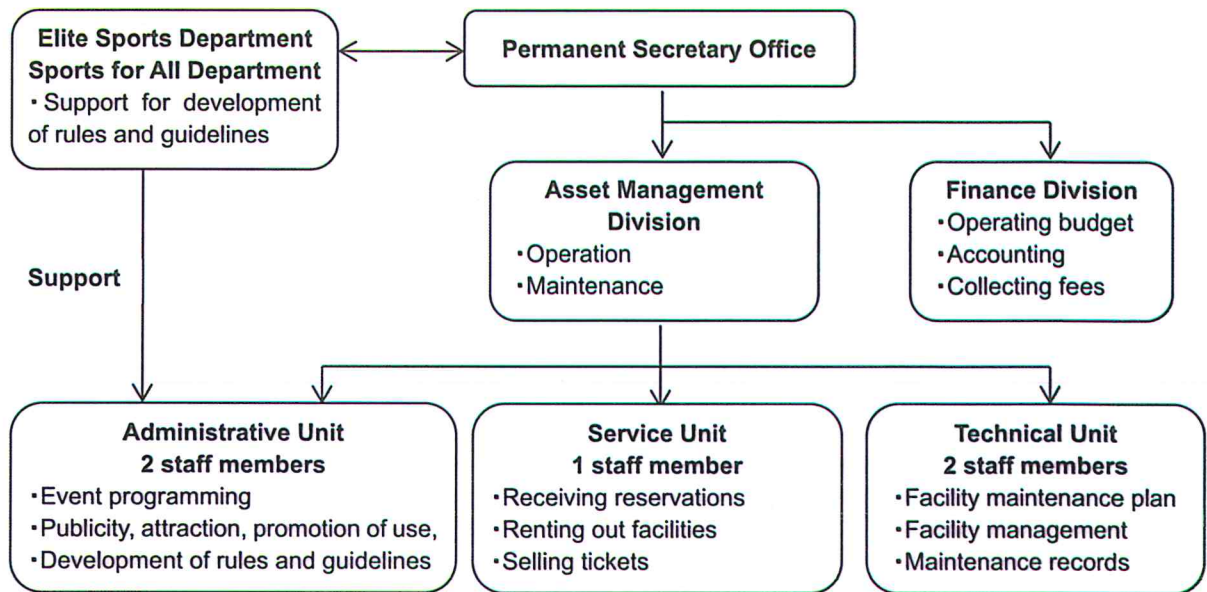 Elite Sports Department
Sports for All Department
・Support for development
of rules and guidelines
Permanent Secretary Office
Asset Management
Division
・Operation
・Maintenance
Finance Division
・Operating budget
・Accounting
・Collecting fees
Support
Administrative Unit
2 staff members
・Event programming
・Publicity, attraction, promotion of use,
・Development of rules and guidelines
Service Unit
1 staff member
・Receiving reservations
・Renting out facilities
・Selling tickets
Technical Unit
2 staff members
・Facility maintenance plan
・Facility management
・Maintenance records